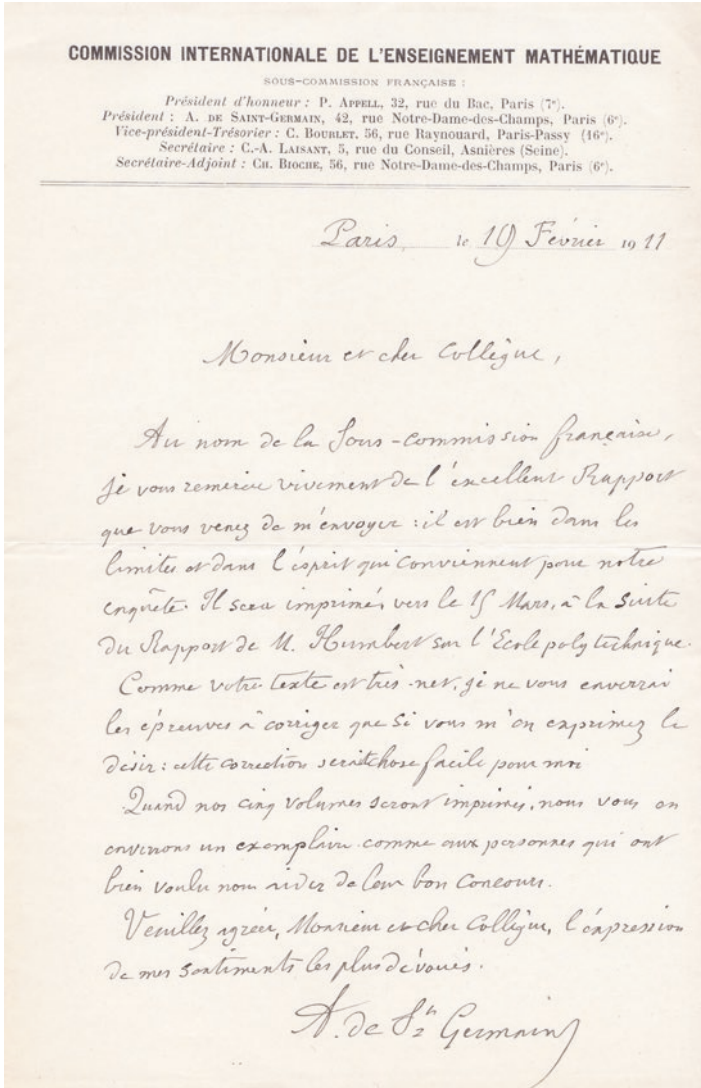 COMMISSION INTERNATIONALE DE L'ENSEIGNEMENT MATHÉMATIQUE
SOUS-COMMISSION FRANÇAISE :
Président d'honneur : P. APPELL, 32, rue du Bac, Paris (7e).
Président : A. DE SAINT-GERMAIN, 42, rue Notre-Dame-des-Champs, Paris (6e).
Vice-président-Trésorier : C. BOURLET, 56, rue Raynouard, Paris-Passy (16e).
Secrétaire : C.-A. LAISANT, 5, rue du Conseil, Asnières (Seine).
Secrétaire-Adjoint : CH. BIOCHE, 56, rue Notre-Dame-des-Champs, Paris (6e).
Paris, le 19 Février 1911
Monsieur et cher Collègue,
Au nom de la Sous-commission française,
je vous remercie vivement de l'excellent Rapport
que vous venez de m'envoyer : il est bien dans les
limites et dans l'esprit qui conviennent pour notre
enquête. Il sera imprimé, vers le 15 Mars, à la suite
du Rapport de M. Humbert sur l'Ecole polytechnique.
Comme votre texte est très net, je ne vous enverrai
les épreuves à corriger que si vous m'en exprimez le
désir : cette correction serait chose facile pour moi
Quand nos cinq volumes seront imprimés, nous vous en
enverrons un exemplaire comme aux personnes qui ont
bien voulu nous aider de leur bon concours.
Veuillez agréer, Monsieur et cher Collègue, l'expression
de mes sentiments les plus dévoués.
A. de St Germain